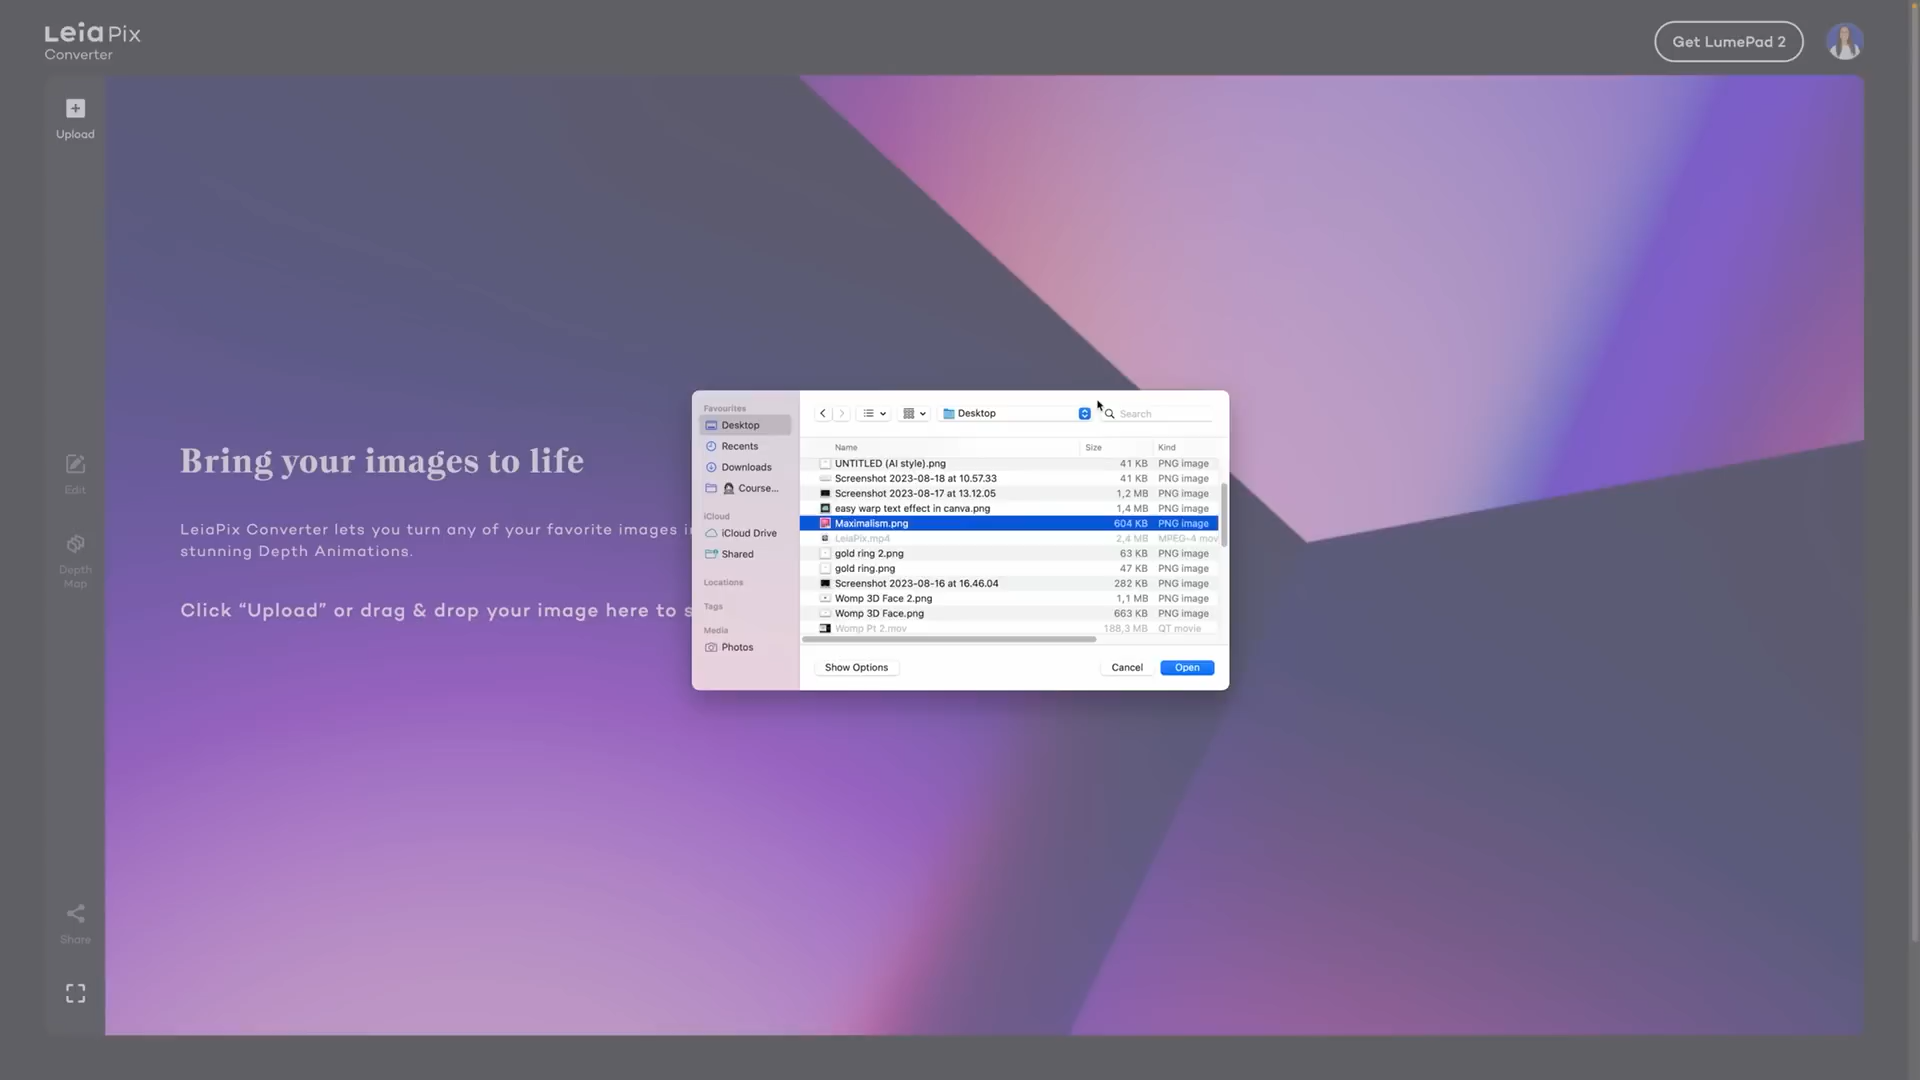 Leia Pix
Converter
Get LumePad 2
Upload
Edit
Depth
Map
Share
Bring your images to life
LeiaPix Converter lets you turn any of your favorite images
stunning Depth Animations.
Click “Upload” or drag & drop your image here to
Favourites
Desktop
Recents
Downloads
Course...
iCloud
iCloud Drive
Shared
Locations
Tags
Media
Photos
Desktop
Search
Name Size Kind
UNTITLED (AI style).png 41 KB PNG image
Screenshot 2023-08-18 at 10.57.33 41 KB PNG image
Screenshot 2023-08-17 at 13.12.05 1,2 MB PNG image
easy warp text effect in canva.png 1,4 MB PNG image
Maximalism.png 604 KB PNG image
LeiaPix.mp4 2,4 MB MPEG-4 mov
gold ring 2.png 63 KB PNG image
gold ring.png 47 KB PNG image
Screenshot 2023-08-16 at 16.46.04 282 KB PNG image
Womp 3D Face 2.png 1,1 MB PNG image
Womp 3D Face.png 663 KB PNG image
Womp Pt 2.mov 188,3 MB QT movie
Show Options
Cancel
Open